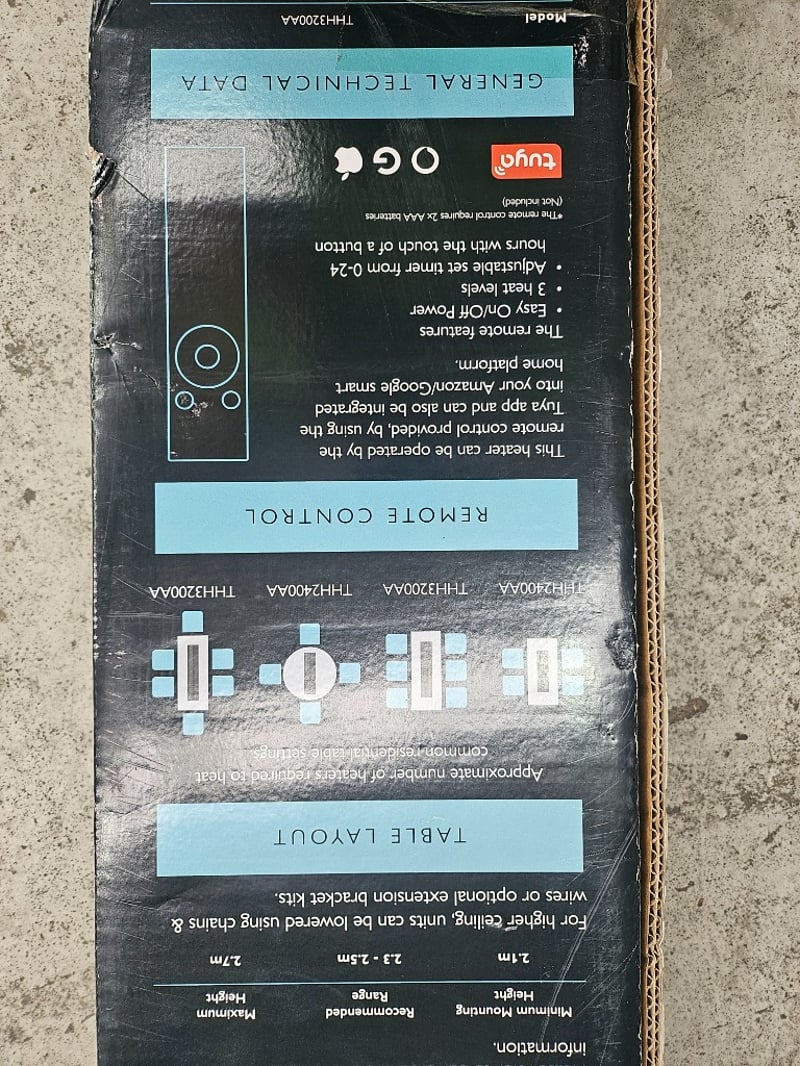 information.
Minimum Mounting Height
Recommended Range
Maximum Height
2.1m
2.3 - 2.5m
2.7m
For higher ceiling, units can be lowered using chains &
wires or optional extension bracket kits.
TABLE LAYOUT
Approximate number of heaters required to heat
common residential table settings
THH2400AA
THH3200AA
THH2400AA
THH3200AA
REMOTE CONTROL
This heater can be operated by the
remote control provided, by using the
Tuya app and can also be integrated
into your Amazon/Google smart
home platform.
The remote features
• Easy On/Off Power
• 3 heat levels
• Adjustable set timer from 0-24
hours with the touch of a button
*The remote control requires 2x AAA batteries
(Not included)
tuya
G
GENERAL TECHNICAL DATA
Model
THH3200AA